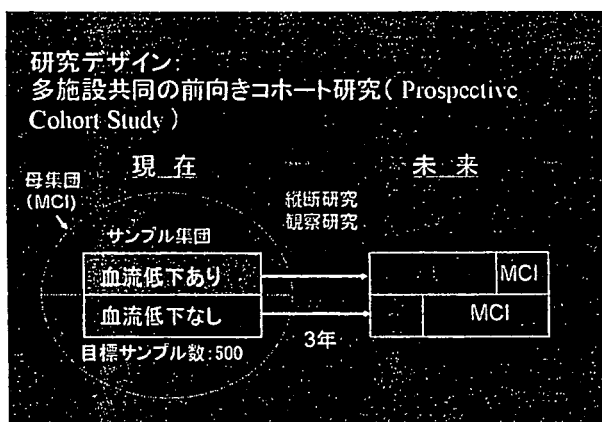 研究デザイン:
多施設共同の前向きコホート研究( Prospective
Cohort Study )
現 在
未 来
母集団
(MCI)
縦断研究
観察研究
サンプル集団
血流低下あり
MCI
血流低下なし
MCI
3年
目標サンプル数:500